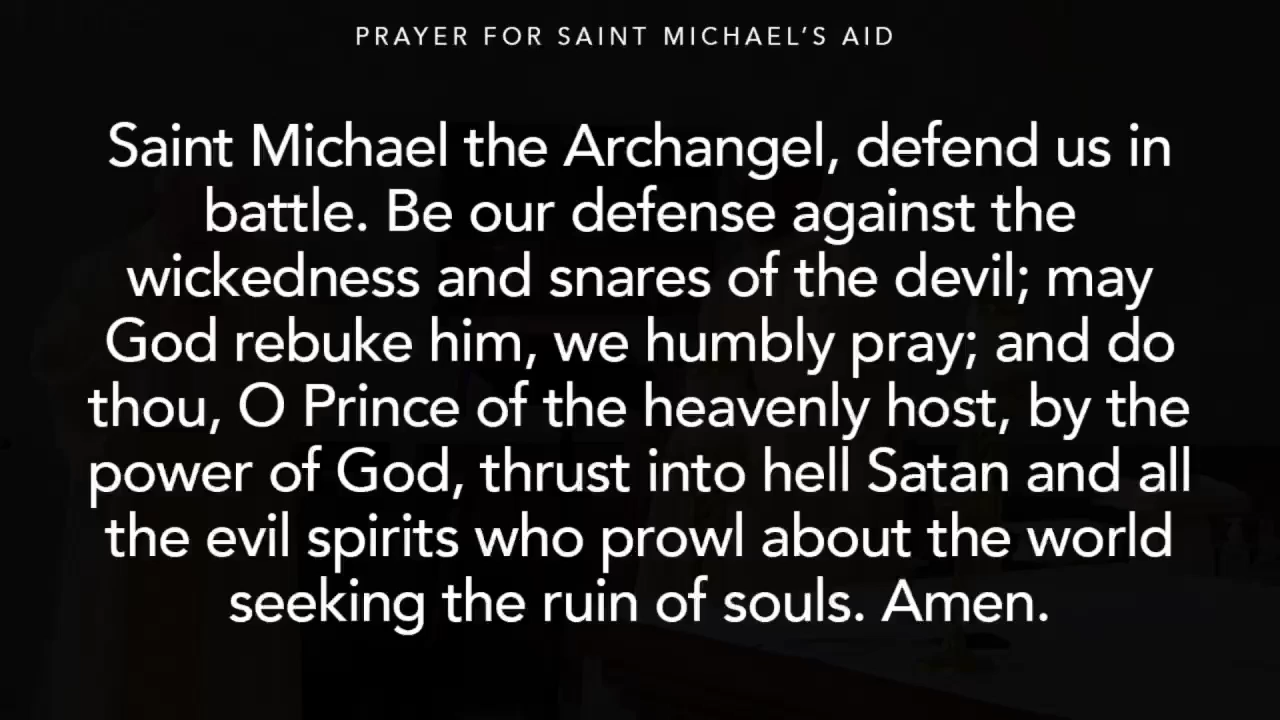 PRAYER FOR SAINT MICHAEL’S AID
Saint Michael the Archangel, defend us in
battle. Be our defense against the
wickedness and snares of the devil; may
God rebuke him, we humbly pray; and do
thou, O Prince of the heavenly host, by the
power of God, thrust into hell Satan and all
the evil spirits who prowl about the world
seeking the ruin of souls. Amen.